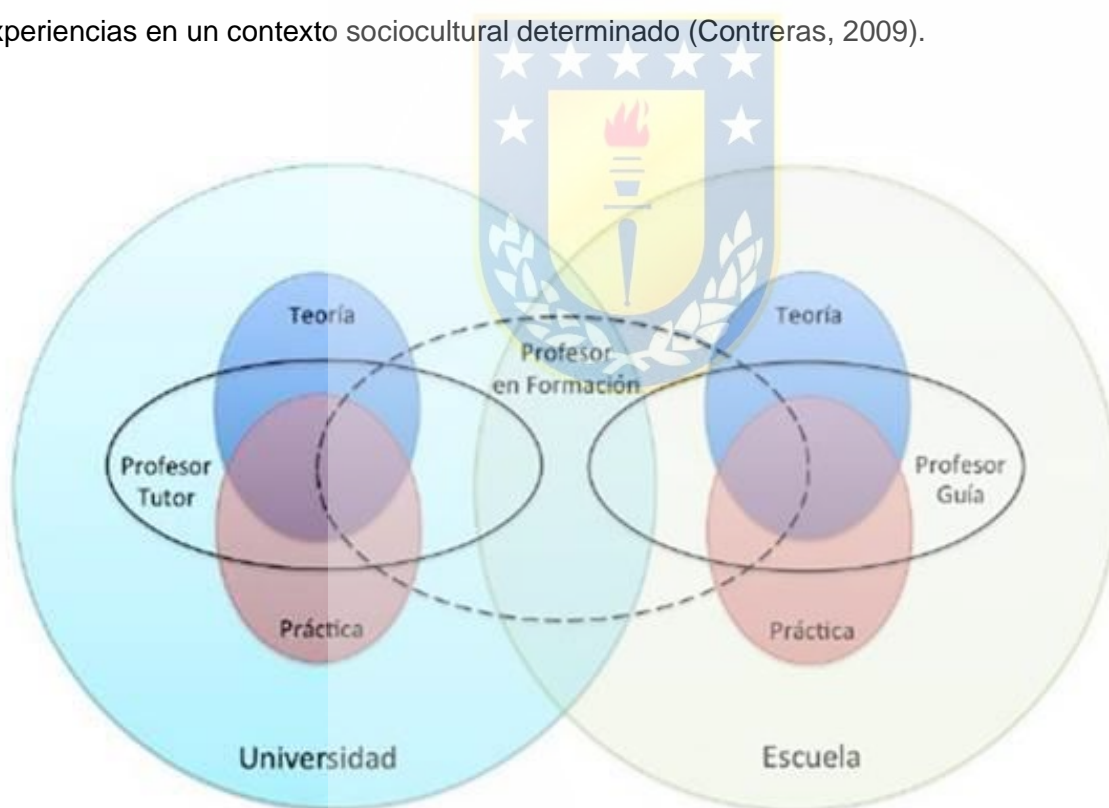 xperiencias en un contexto sociocultural determinado (Contreras, 2009).
Teoría
Teoría
Profesor
en Formación
Profesor
Tutor
Profesor
Guía
Práctica
Práctica
Universidad
Escuela